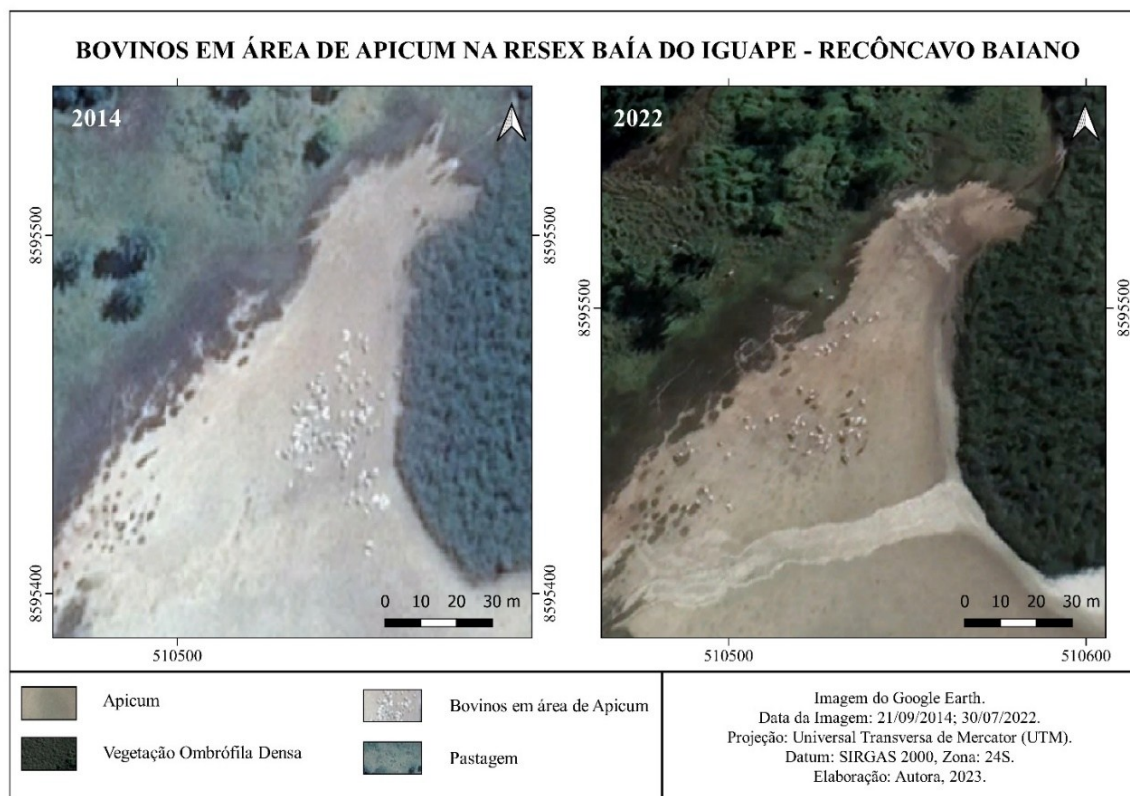 BOVINOS EM ÁREA DE APICUM NA RESEX BAÍA DO IGUAPE - RECÔNCAVO BAIANO
2014
8595500
8595400
0 10 20 30 m
510500
2022
8595500
8595500
0 10 20 30 m
510500
510600
8595500
8595400
Apicum
Vegetação Ombrófila Densa
Bovinos em área de Apicum
Pastagem
Imagem do Google Earth.
Data da Imagem: 21/09/2014; 30/07/2022.
Projeção: Universal Transversa de Mercator (UTM).
Datum: SIRGAS 2000, Zona: 24S.
Elaboração: Autora, 2023.